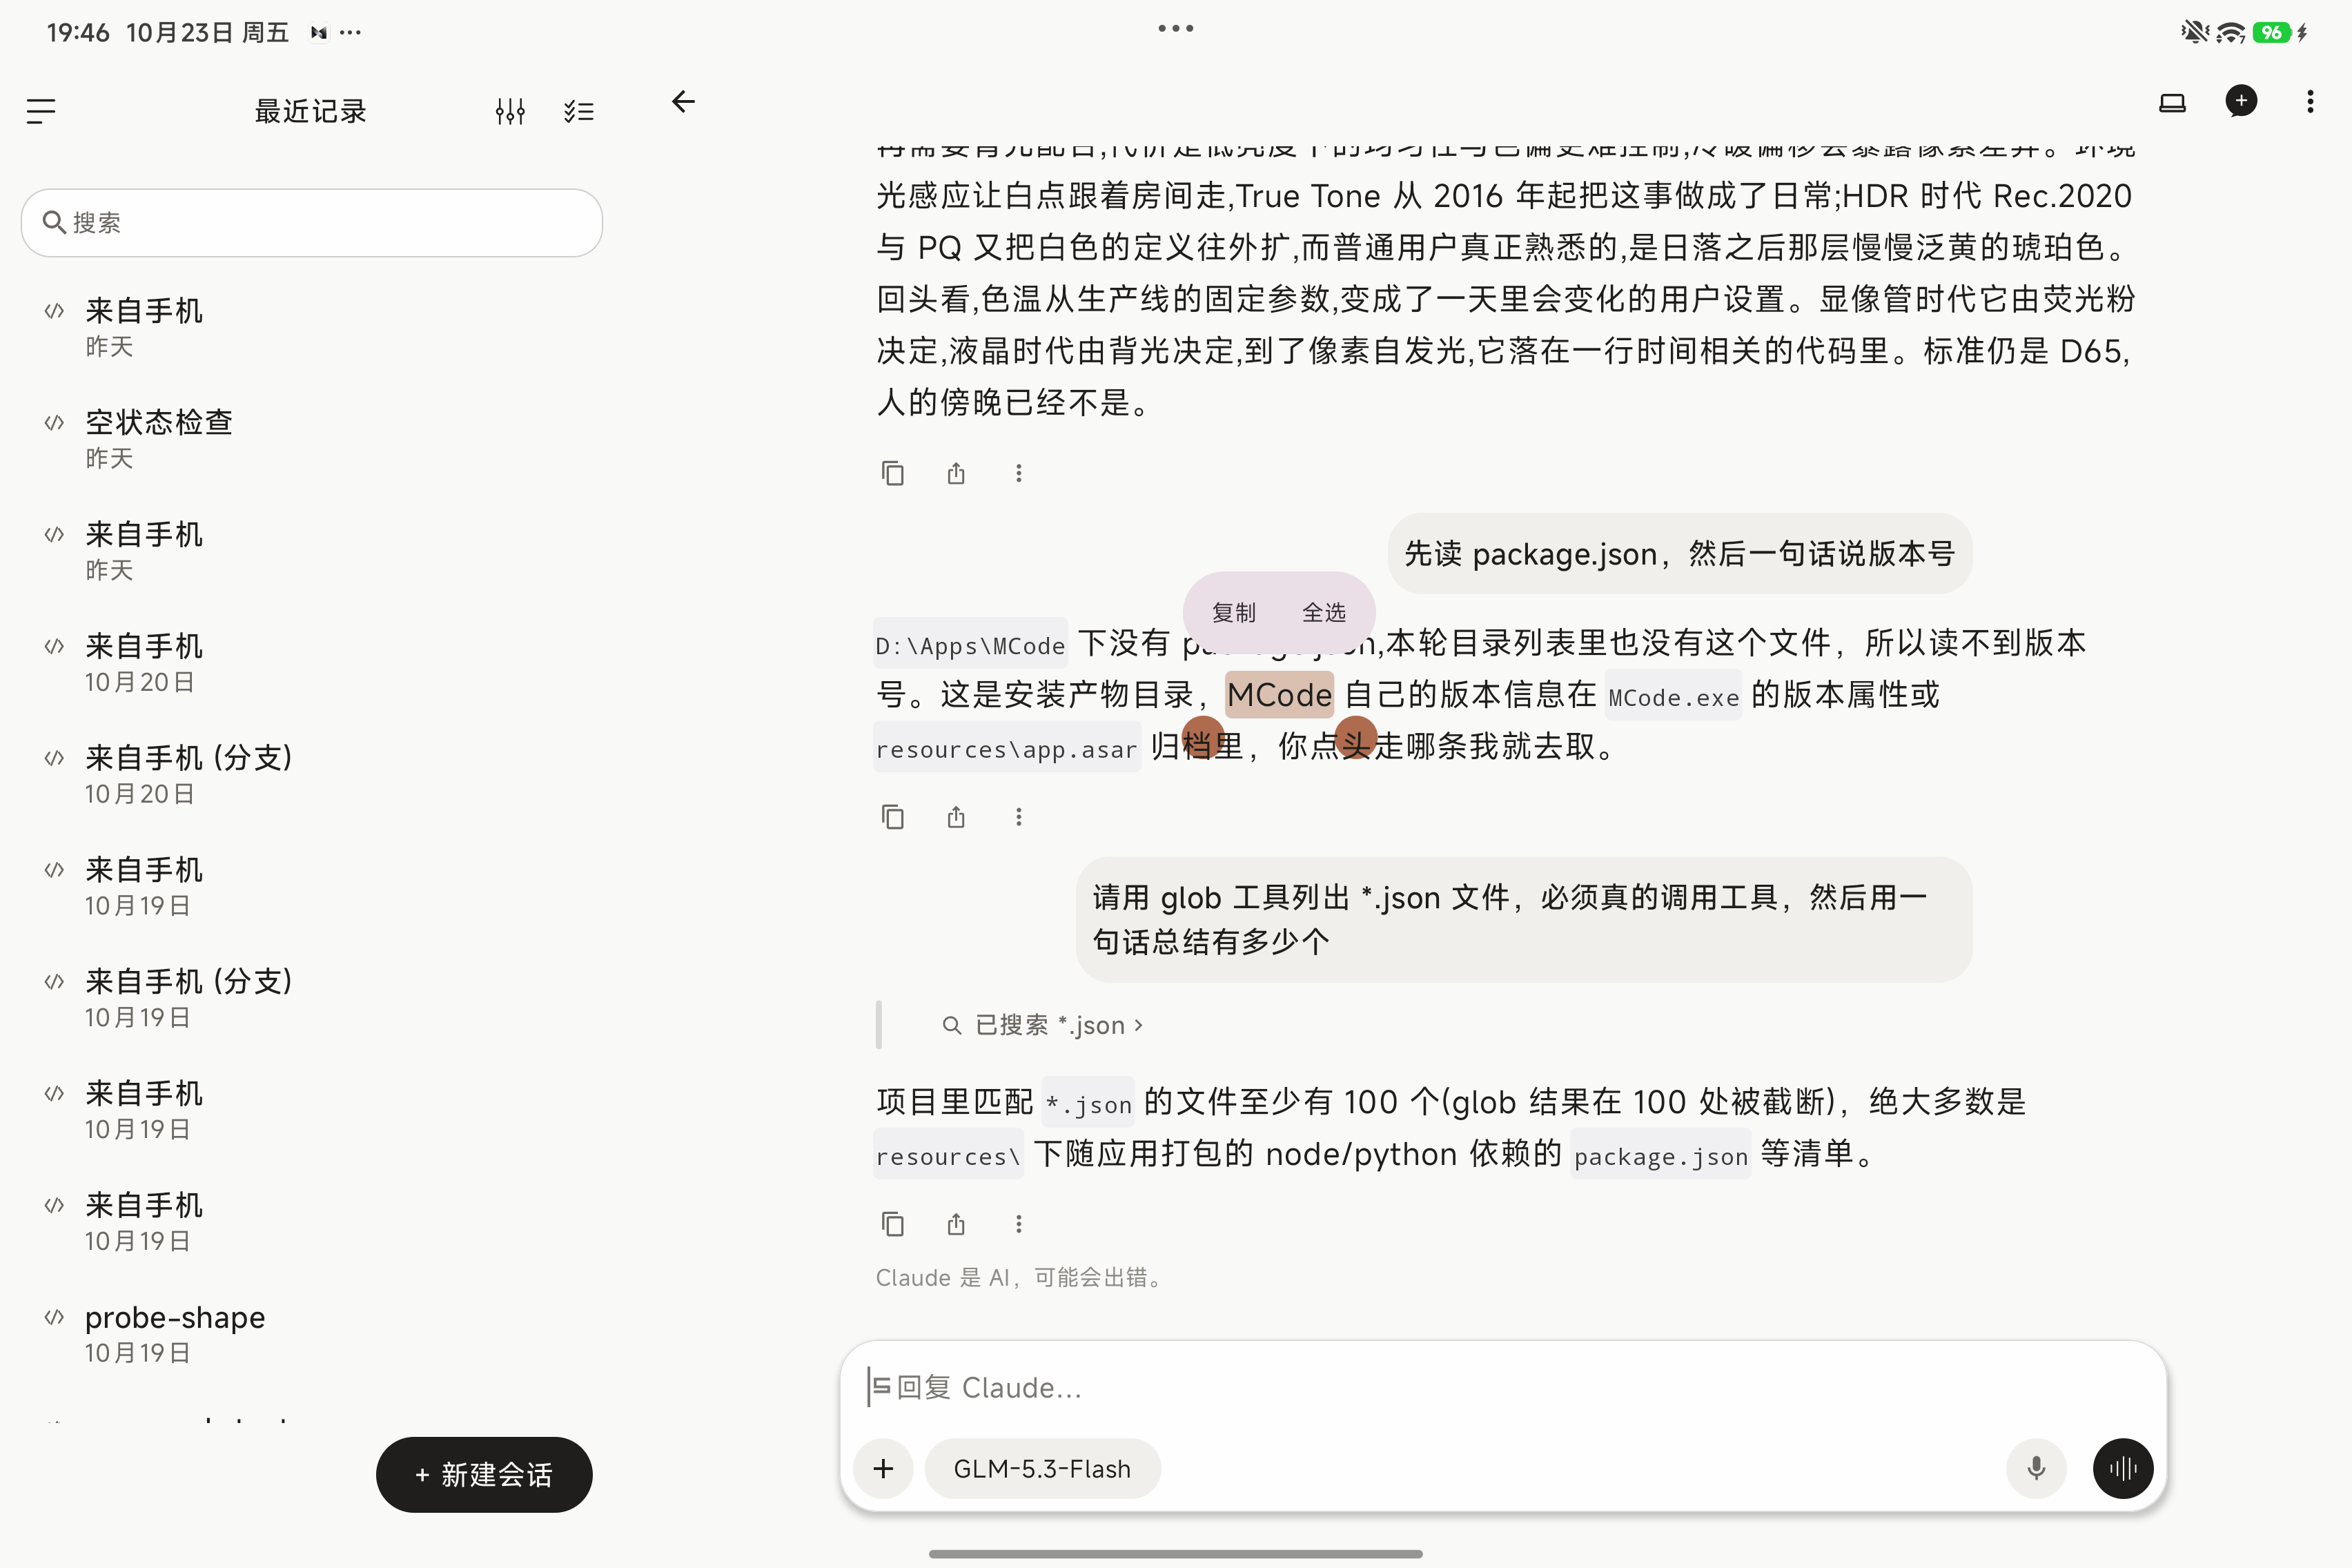 19:46 10月23日 周五
96
最近记录
搜索
来自手机
昨天
空状态检查
昨天
来自手机
昨天
来自手机
10月20日
来自手机 (分支)
10月20日
来自手机
10月19日
来自手机 (分支)
10月19日
来自手机
10月19日
来自手机
10月19日
probe-shape
10月19日
+ 新建会话
光感应让白点跟着房间走,True Tone 从 2016 年起把这事做成了日常;HDR 时代 Rec.2020
与 PQ 又把白色的定义往外扩,而普通用户真正熟悉的,是日落之后那层慢慢泛黄的琥珀色。
回头看,色温从生产线的固定参数,变成了一天里会变化的用户设置。显像管时代它由荧光粉
决定,液晶时代由背光决定,到了像素自发光,它落在一行时间相关的代码里。标准仍是 D65,
人的傍晚已经不是。
先读 package.json，然后一句话说版本号
复制 全选
D:\Apps\MCode 下没有 ,本轮目录列表里也没有这个文件，所以读不到版本
号。这是安装产物目录，MCode 自己的版本信息在 MCode.exe 的版本属性或
resources\app.asar 归档里，你点头走哪条我就去取。
请用 glob 工具列出 *.json 文件，必须真的调用工具，然后用一
句话总结有多少个
已搜索 *.json
项目里匹配 *.json 的文件至少有 100 个(glob 结果在 100 处被截断)，绝大多数是
resources\ 下随应用打包的 node/python 依赖的 package.json 等清单。
Claude 是 AI，可能会出错。
回复 Claude...
GLM-5.3-Flash